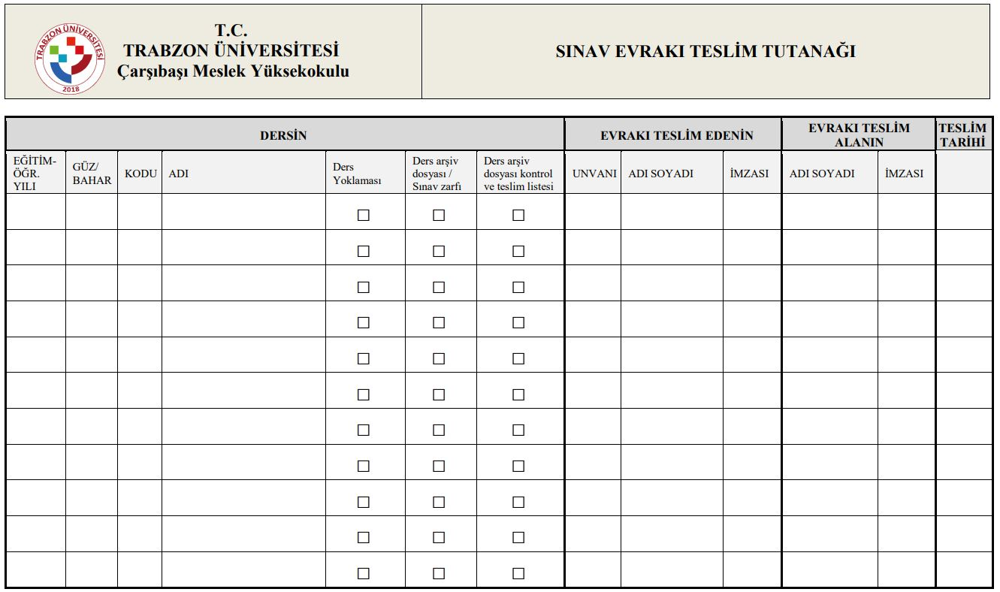 TRABZON ÜNİVERSİTESİ
2018
T.C.
TRABZON ÜNİVERSİTESİ
Çarşıbaşı Meslek Yüksekokulu
SINAV EVRAKI TESLİM TUTANAĞI
DERSİN
EVRAKI TESLİM EDENİN
EVRAKI TESLİM
ALANIN
TESLİM
TARİHİ
EĞİTİM-
ÖĞR.
YILI
GÜZ/
BAHAR
KODU
ADI
Ders
Yoklaması
Ders arşiv
dosyası /
Sınav zarfı
Ders arşiv
dosyası kontrol
ve teslim listesi
UNVANI
ADI SOYADI
İMZASI
ADI SOYADI
İMZASI